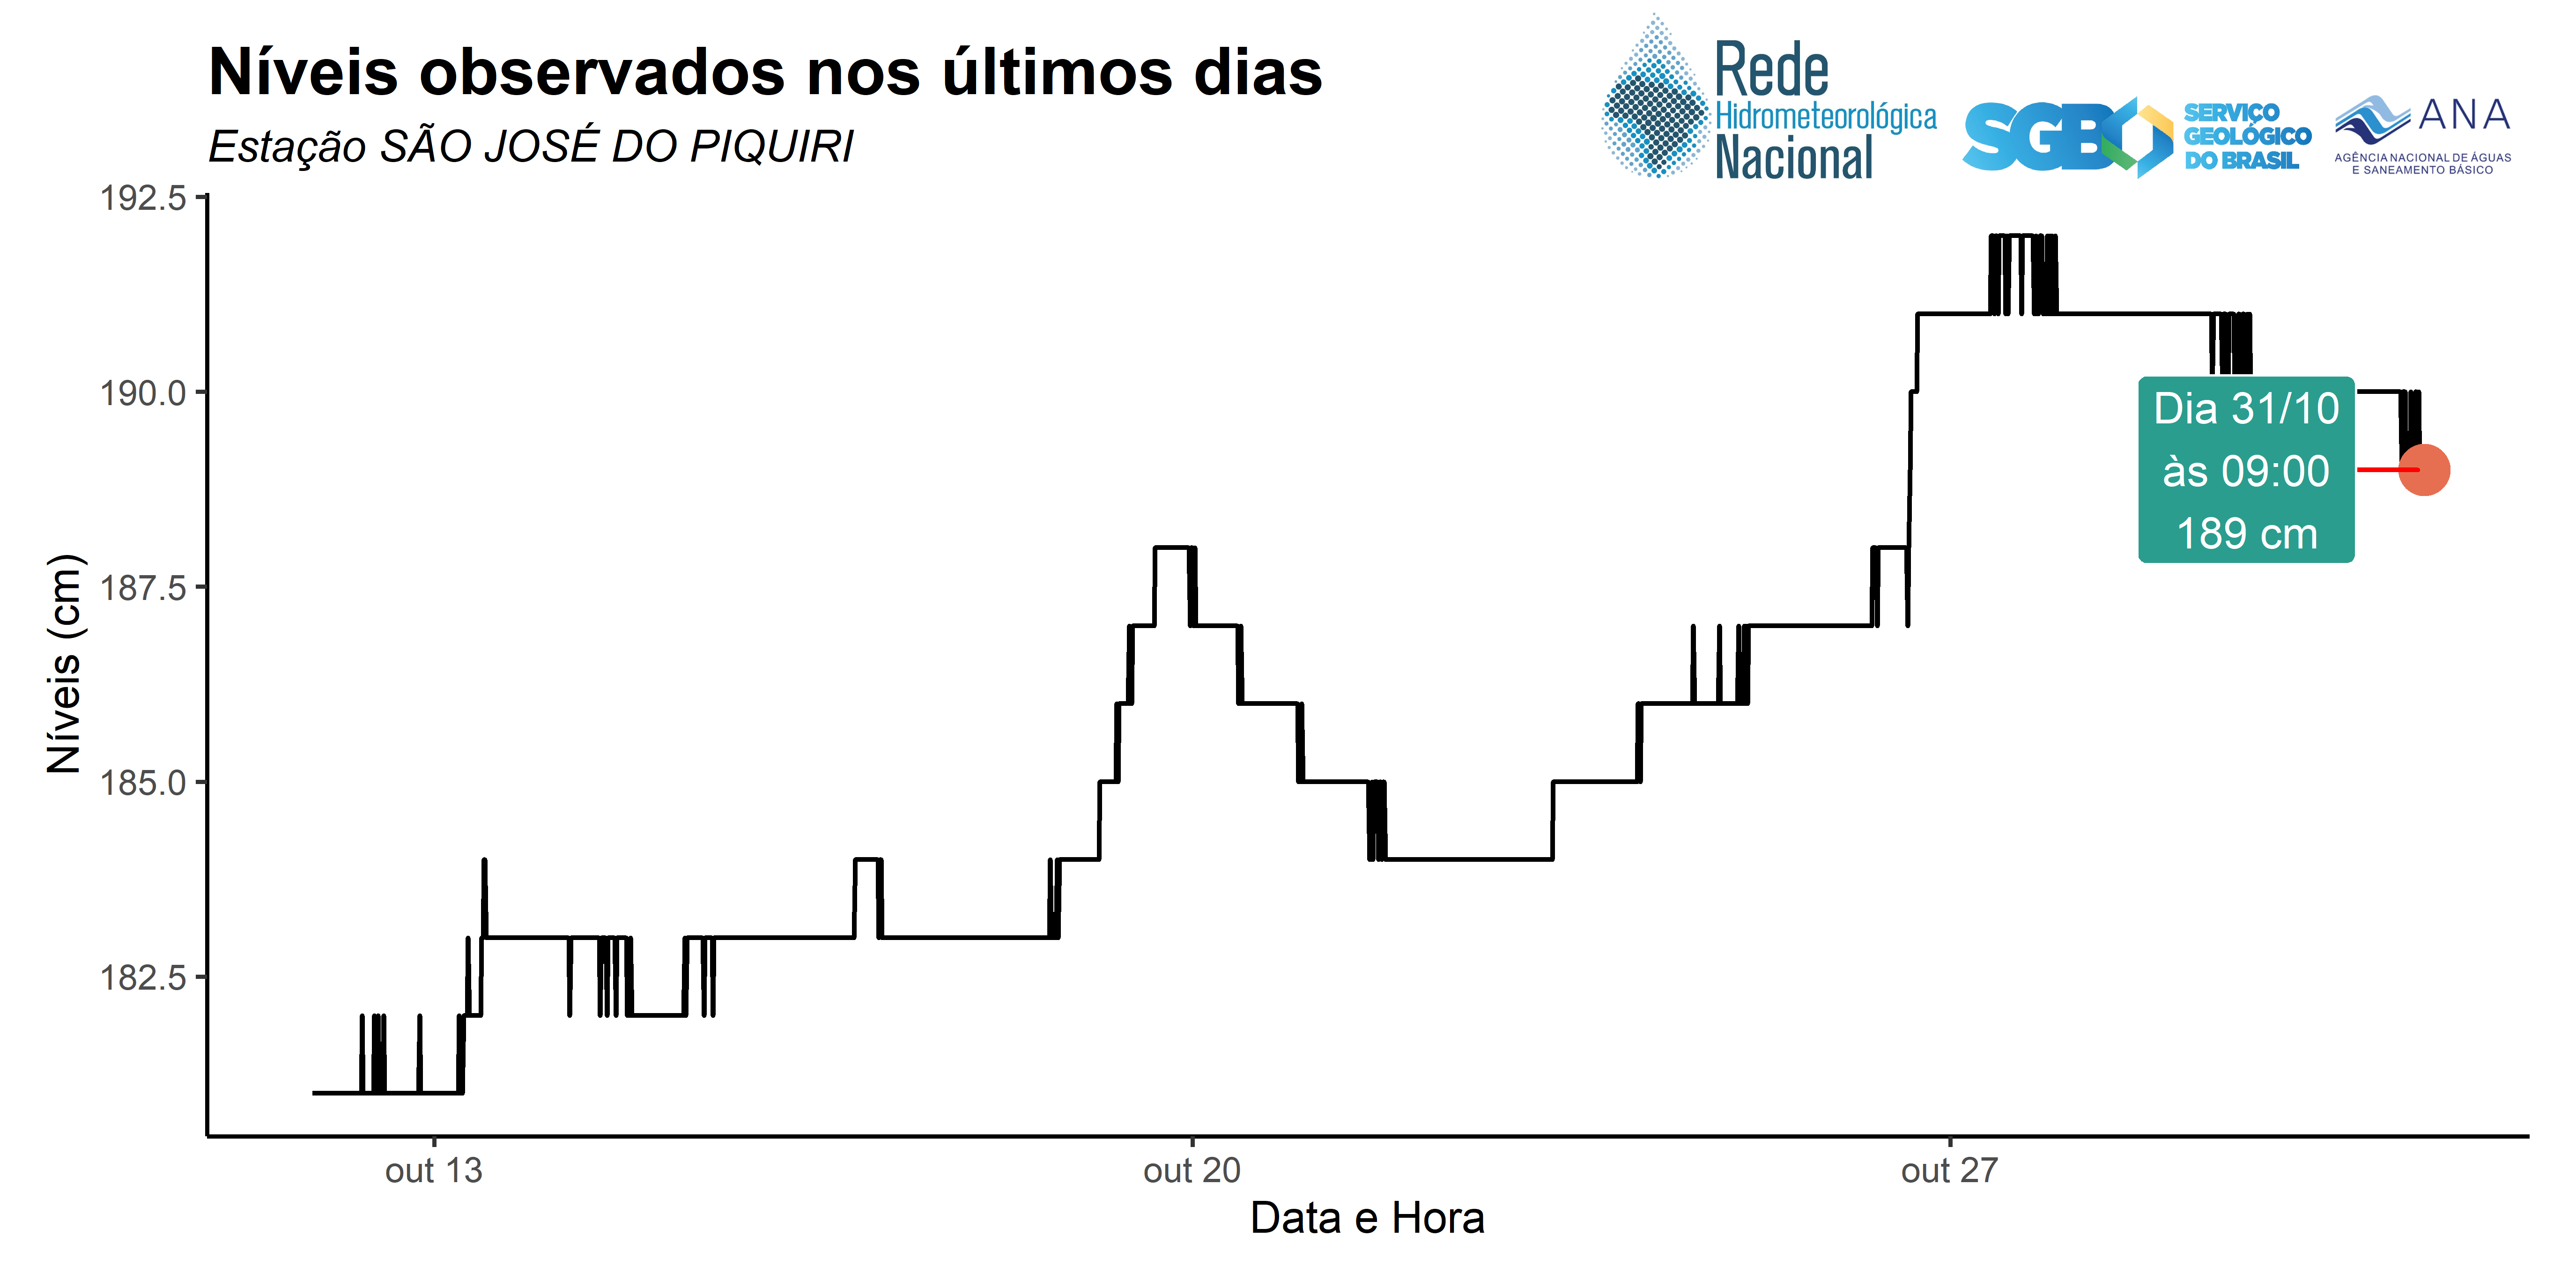 Níveis observados nos últimos dias
Estação SÃO JOSÉ DO PIQUIRI
Rede
Hidrometeorológica
Nacional
SGB
SERVIÇO
GEOLÓGICO
DO BRASIL
ANA
AGÊNCIA NACIONAL DE ÁGUAS
E SANEAMENTO BÁSICO
192.5
190.0
187.5
185.0
182.5
Níveis (cm)
Dia 31/10
às 09:00
189 cm
out 13
out 20
out 27
Data e Hora